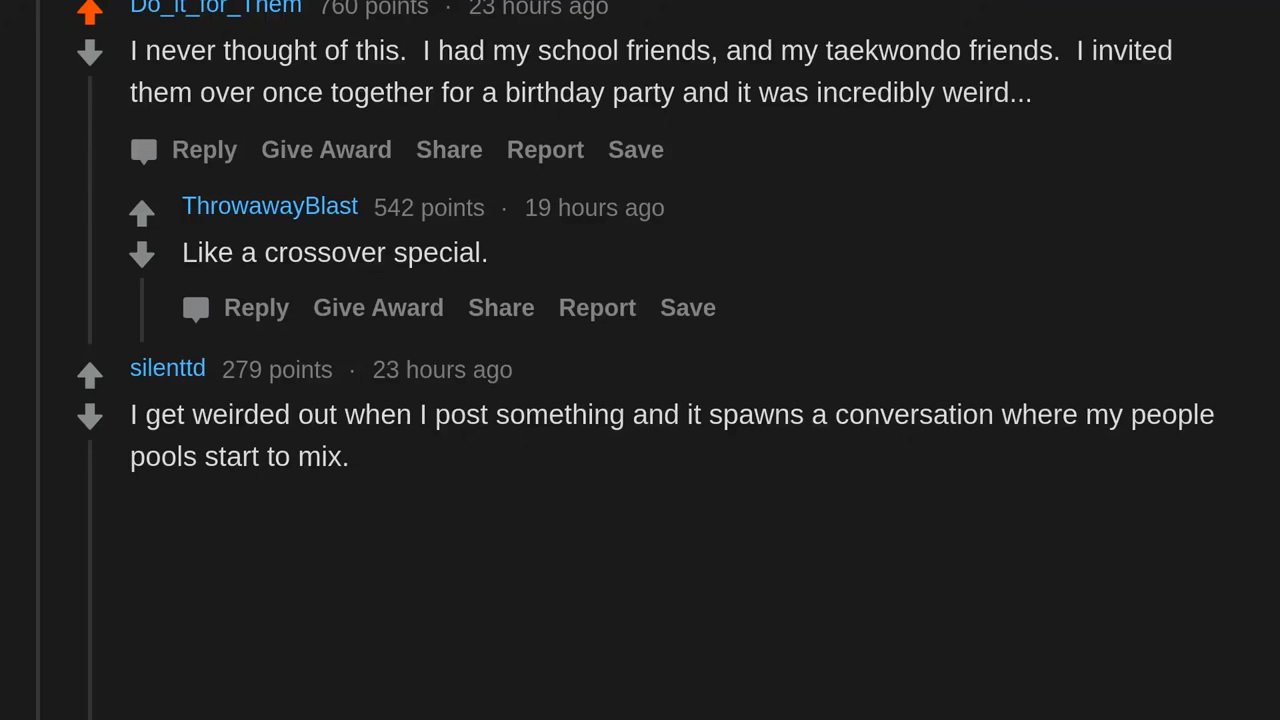 Do_it_for_Them 760 points · 23 hours ago
I never thought of this.  I had my school friends, and my taekwondo friends.  I invited
them over once together for a birthday party and it was incredibly weird...
Reply Give Award Share Report Save
ThrowawayBlast 542 points · 19 hours ago
Like a crossover special.
Reply Give Award Share Report Save
silenttd 279 points · 23 hours ago
I get weirded out when I post something and it spawns a conversation where my people
pools start to mix.